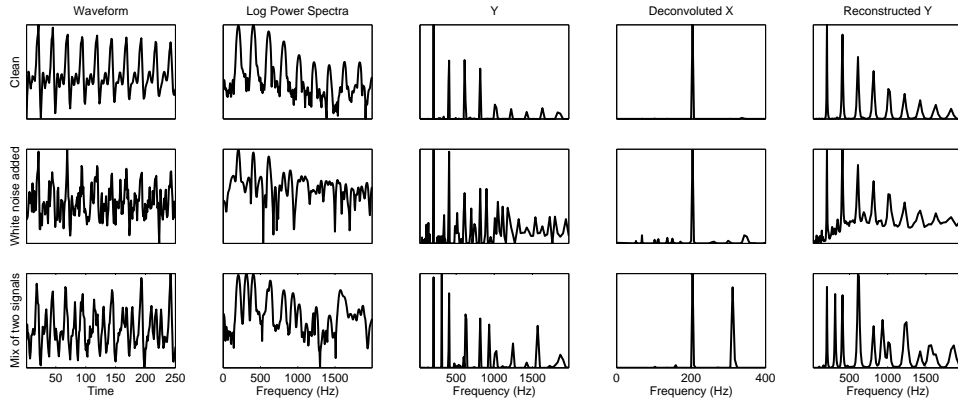 Waveform
Log Power Spectra
Y
Deconvoluted X
Reconstructed Y
Clean
White noise added
Mix of two signals
50 100 150 200 250
0 500 1000 1500
500 1000 1500
0 200 400
500 1000 1500
Time
Frequency (Hz)
Frequency (Hz)
Frequency (Hz)
Frequency (Hz)